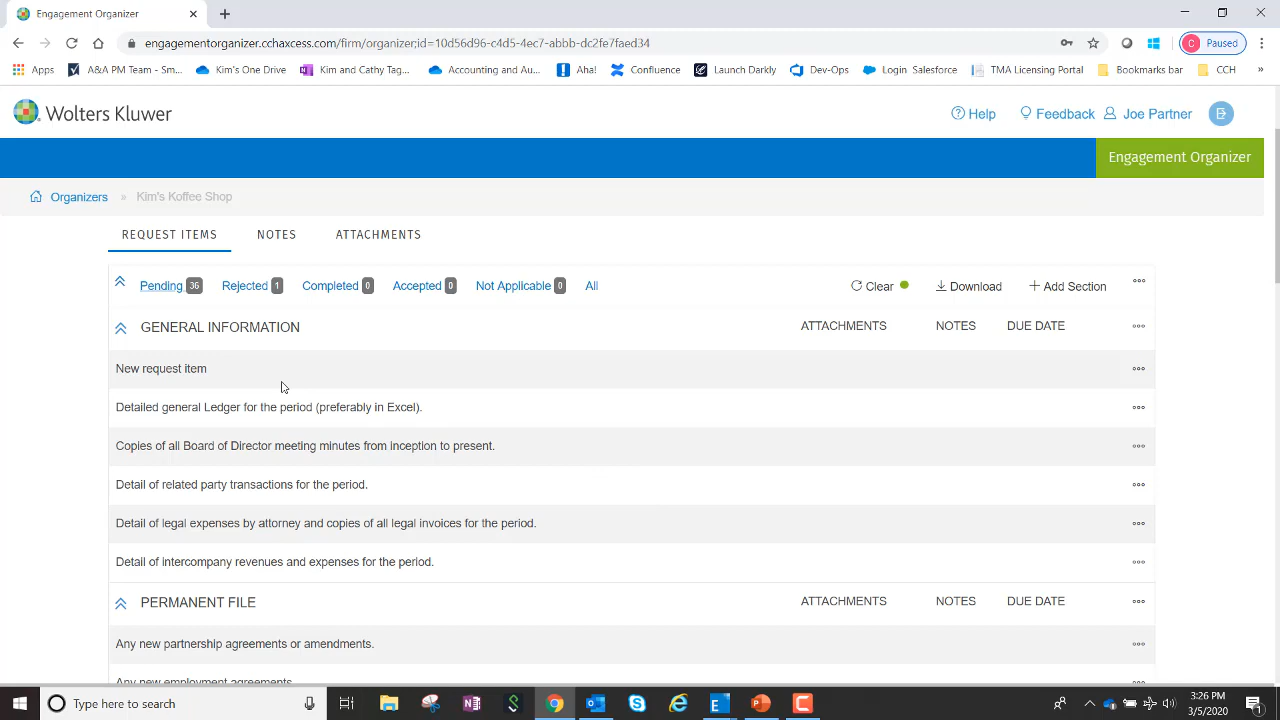 Engagement Organizer
engagementorganizer.cchaxcess.com/firm/organizer;id=
Paused
Apps
A&A PM Team - Sm...
Kim's One Drive
Kim and Cathy Tag...
Accounting and Au...
Aha!
Confluence
Launch Darkly
Dev-Ops
Login Salesforce
TMA Licensing Portal
Bookmarks bar
CCH
Wolters Kluwer
Help
Feedback
Joe Partner
Engagement Organizer
Organizers » Kim's Koffee Shop
REQUEST ITEMS NOTES ATTACHMENTS
Pending 36 Rejected 1 Completed 0 Accepted 0 Not Applicable 0 All Clear Download + Add Section
GENERAL INFORMATION ATTACHMENTS NOTES DUE DATE
New request item
Detailed general Ledger for the period (preferably in Excel).
Copies of all Board of Director meeting minutes from inception to present.
Detail of related party transactions for the period.
Detail of legal expenses by attorney and copies of all legal invoices for the period.
Detail of intercompany revenues and expenses for the period.
PERMANENT FILE ATTACHMENTS NOTES DUE DATE
Any new partnership agreements or amendments.
Any new employment agreements
Type here to search
3:26 PM
3/5/2020